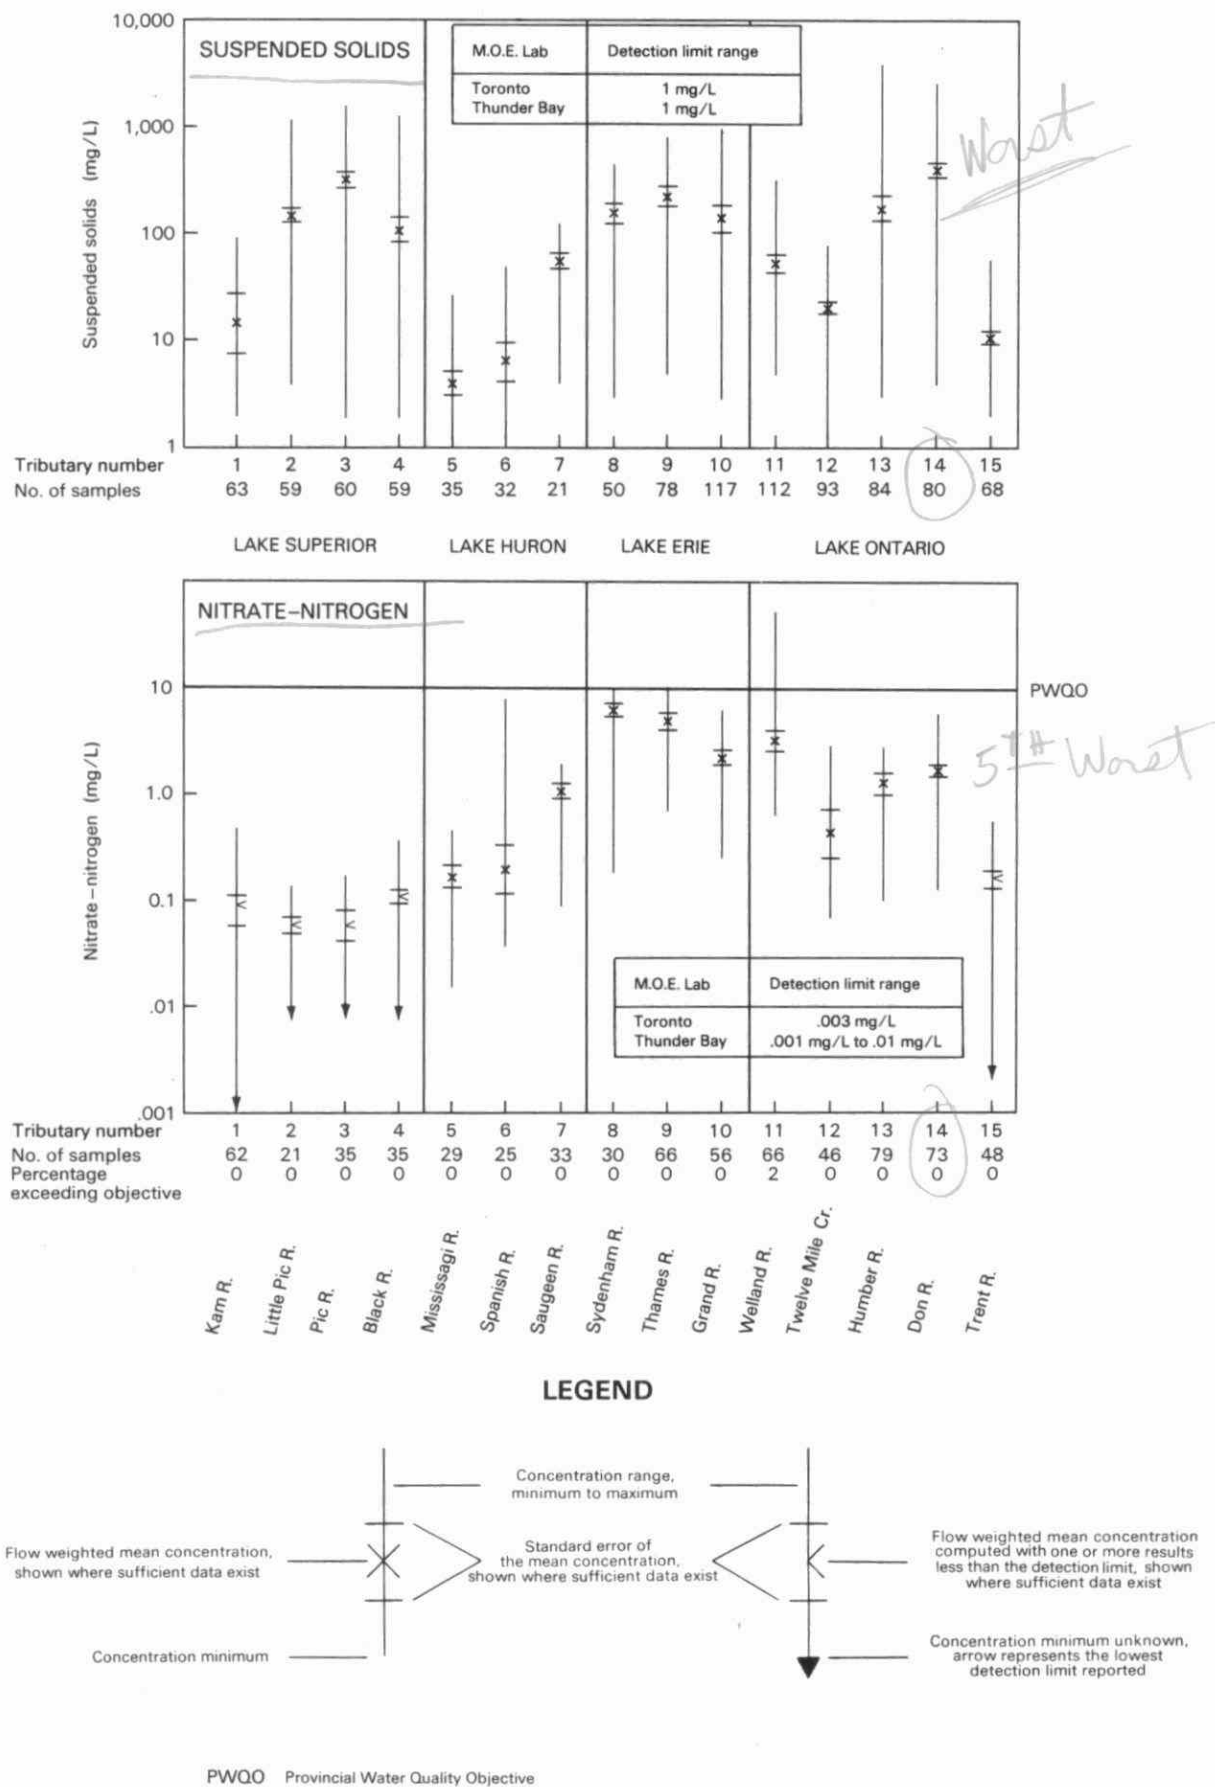 SUSPENDED SOLIDS
M.O.E. Lab Detection limit range
Toronto 1 mg/L
Thunder Bay 1 mg/L
Worst
Suspended solids (mg/L)
10,000
1,000
100
10
1
Tributary number 1 2 3 4 5 6 7 8 9 10 11 12 13 14 15
No. of samples 63 59 60 59 35 32 21 50 78 117 112 93 84 80 68
LAKE SUPERIOR LAKE HURON LAKE ERIE LAKE ONTARIO
NITRATE–NITROGEN
PWQO
5TH Worst
Nitrate–nitrogen (mg/L)
10
1.0
0.1
.01
.001
M.O.E. Lab Detection limit range
Toronto .003 mg/L
Thunder Bay .001 mg/L to .01 mg/L
Tributary number 1 2 3 4 5 6 7 8 9 10 11 12 13 14 15
No. of samples 62 21 35 35 29 25 33 30 66 56 66 46 79 73 48
Percentage 0 0 0 0 0 0 0 0 0 0 2 0 0 0 0
exceeding objective
Kam R.
Little Pic R.
Pic R.
Black R.
Mississagi R.
Spanish R.
Saugeen R.
Sydenham R.
Thames R.
Grand R.
Welland R.
Twelve Mile Cr.
Humber R.
Don R.
Trent R.
LEGEND
Concentration range,
minimum to maximum
Flow weighted mean concentration,
shown where sufficient data exist
Standard error of
the mean concentration,
shown where sufficient data exist
Flow weighted mean concentration
computed with one or more results
less than the detection limit, shown
where sufficient data exist
Concentration minimum
Concentration minimum unknown,
arrow represents the lowest
detection limit reported
PWQO Provincial Water Quality Objective